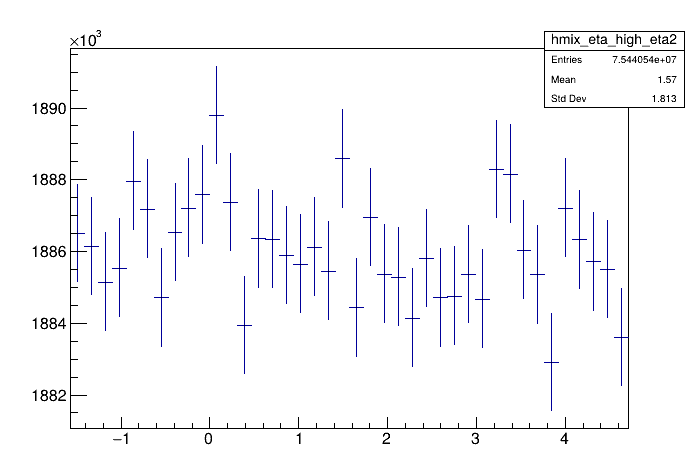 ×10³
hmix_eta_high_eta2
Entries 7.544054e+07
Mean 1.57
Std Dev 1.813
1890
1888
1886
1884
1882
−1 0 1 2 3 4